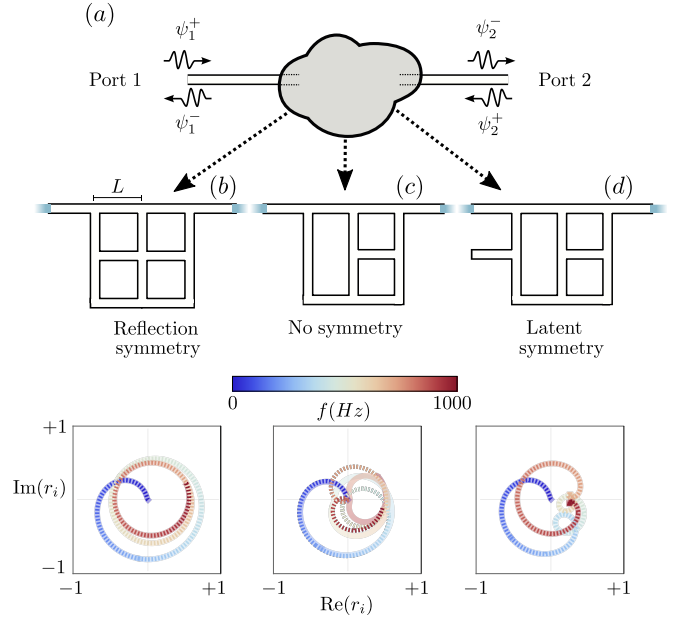 (a)
ψ₁⁺
ψ₂⁻
Port 1
Port 2
ψ₁⁻
ψ₂⁺
L
(b)
(c)
(d)
Reflection
symmetry
No symmetry
Latent
symmetry
0
1000
f(Hz)
+1
Im(rᵢ)
−1
−1
+1
−1
+1
−1
+1
Re(rᵢ)